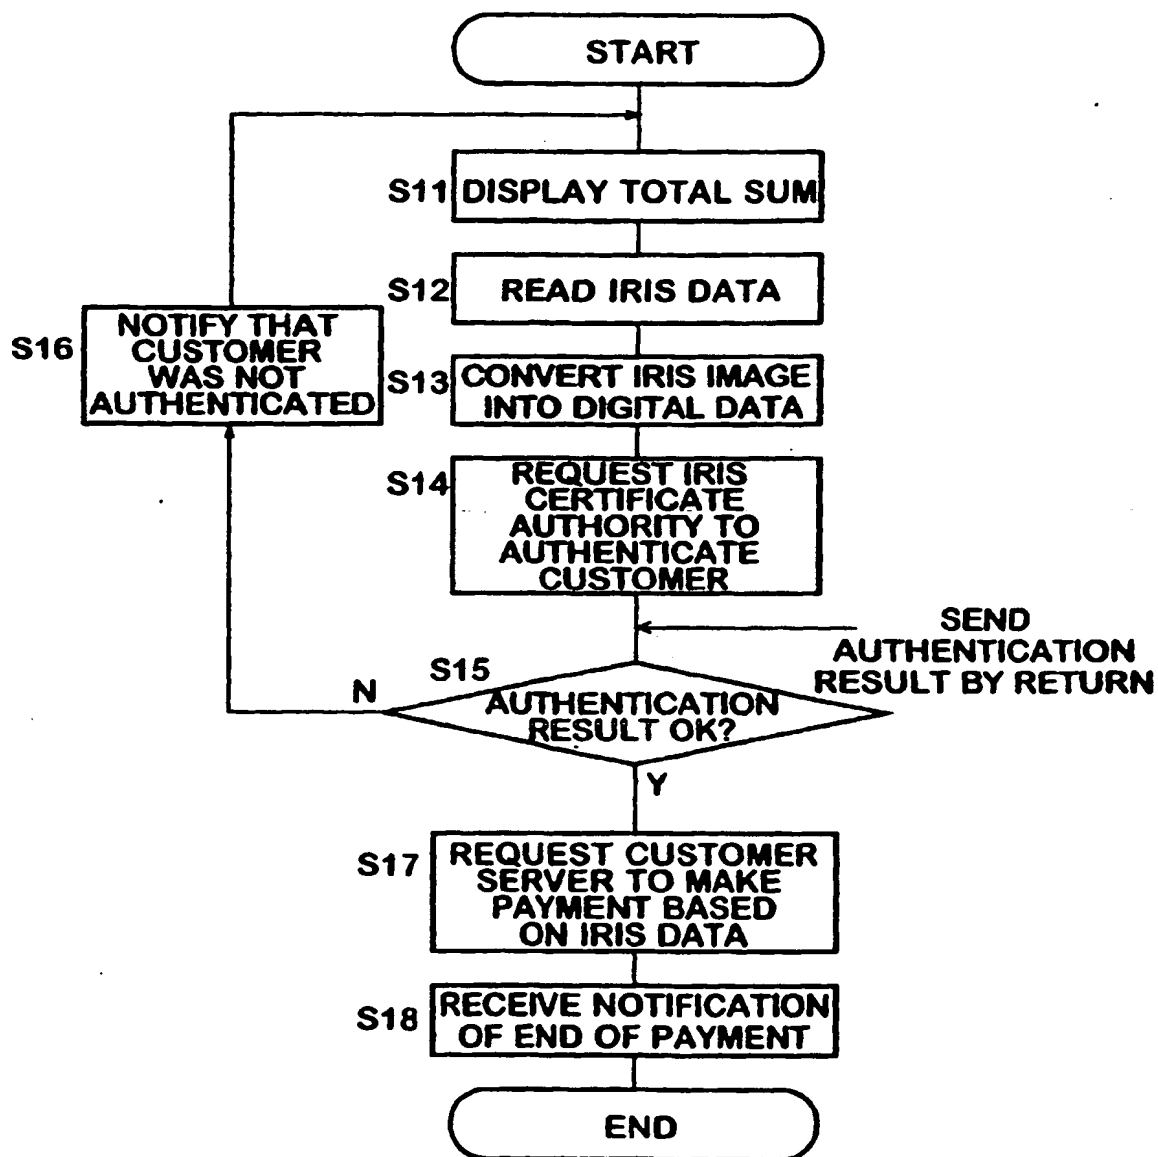 START
S11 DISPLAY TOTAL SUM
S12 READ IRIS DATA
S13 CONVERT IRIS IMAGE
INTO DIGITAL DATA
S14 REQUEST IRIS
CERTIFICATE
AUTHORITY TO
AUTHENTICATE
CUSTOMER
SEND
AUTHENTICATION
RESULT BY RETURN
S15
AUTHENTICATION
RESULT OK?
N
S16 NOTIFY THAT
CUSTOMER
WAS NOT
AUTHENTICATED
Y
S17 REQUEST CUSTOMER
SERVER TO MAKE
PAYMENT BASED
ON IRIS DATA
S18 RECEIVE NOTIFICATION
OF END OF PAYMENT
END